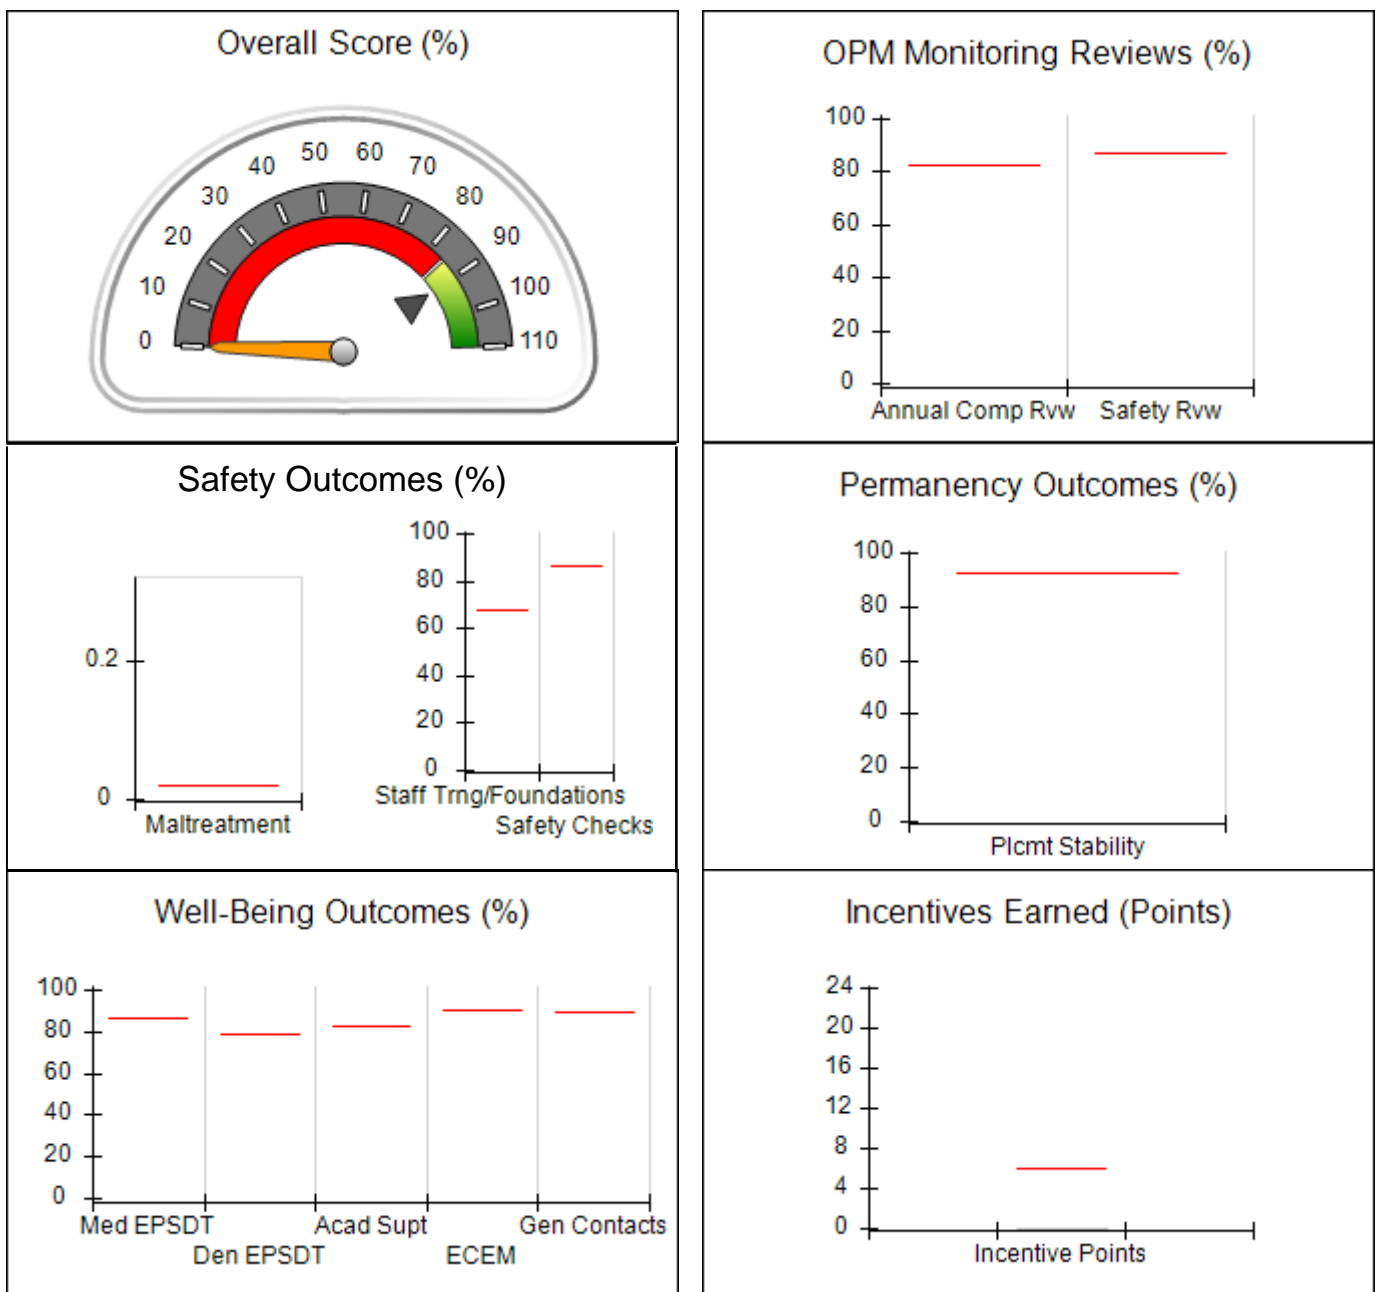 Overall Score (%)
0
10
20
30
40
50
60
70
80
90
100
110
OPM Monitoring Reviews (%)
100
80
60
40
20
0
Annual Comp Rvw
Safety Rvw
Safety Outcomes (%)
0.2
0
Maltreatment
100
80
60
40
20
0
Staff Trng/Foundations
Safety Checks
Permanency Outcomes (%)
100
80
60
40
20
0
Plcmt Stability
Well-Being Outcomes (%)
100
80
60
40
20
0
Med EPSDT
Den EPSDT
Acad Supt
ECEM
Gen Contacts
Incentives Earned (Points)
24
20
16
12
8
4
0
Incentive Points